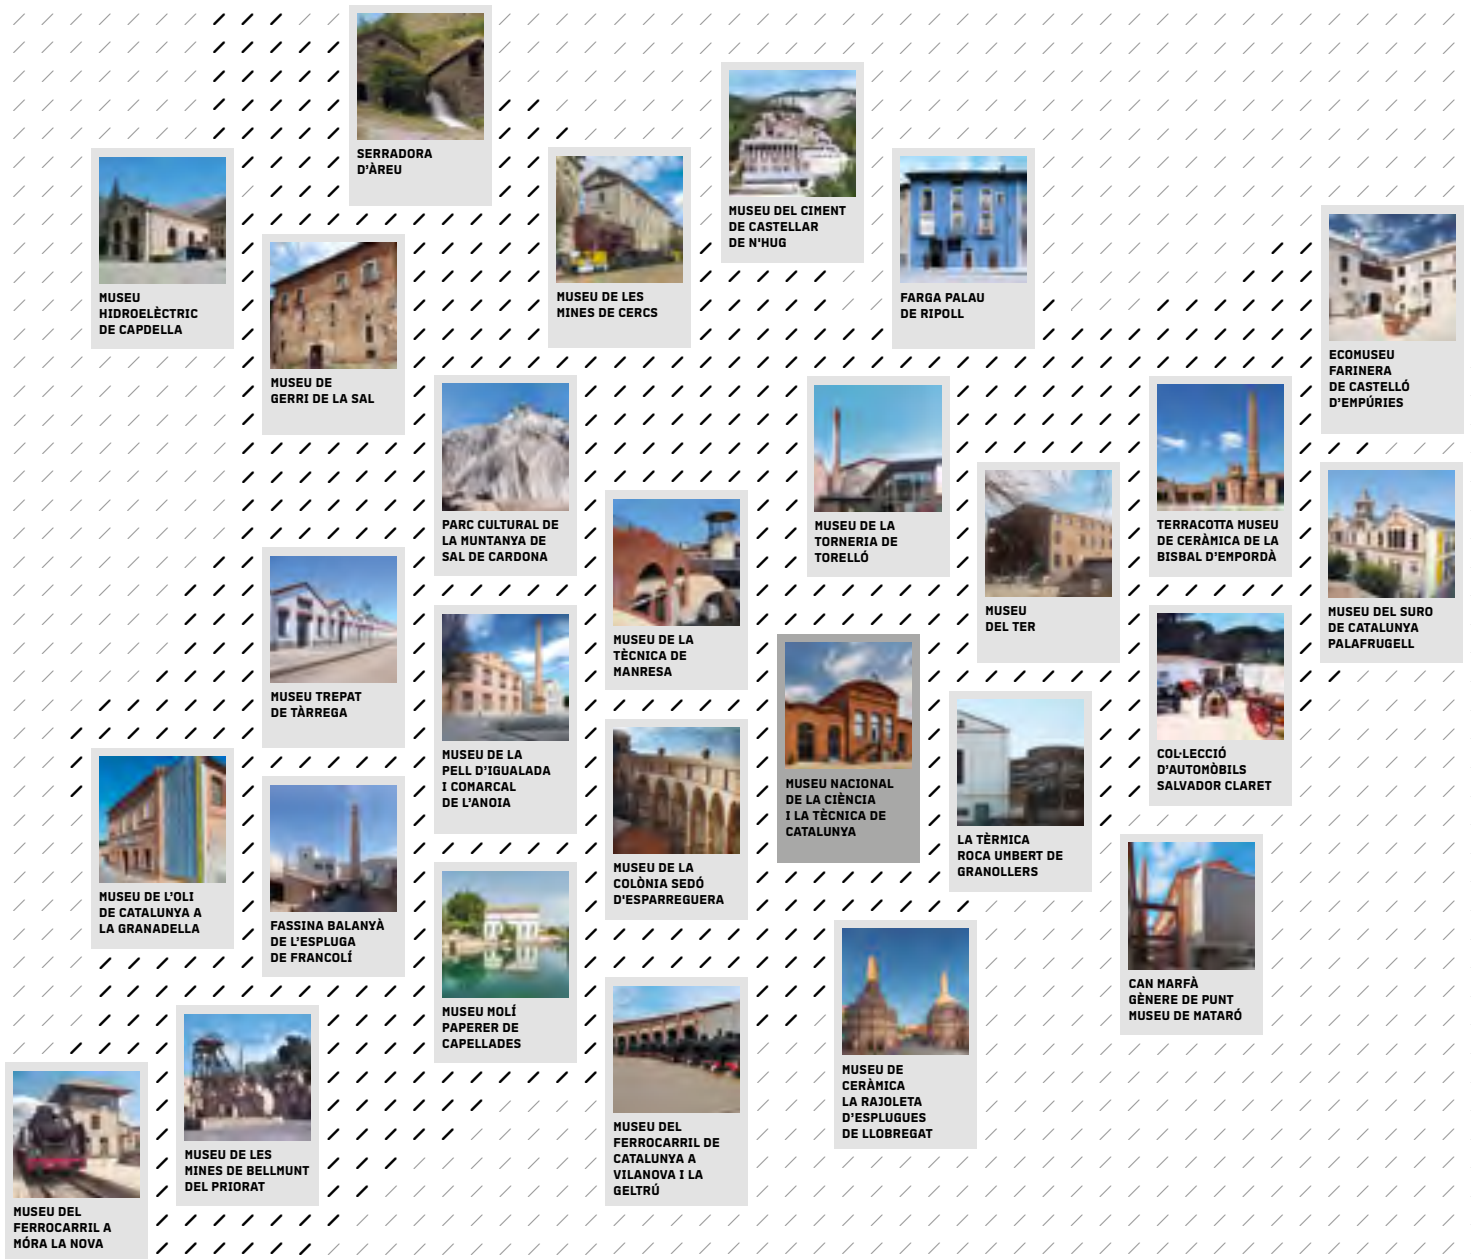 SERRADORA
D'ÀREU
MUSEU
HIDROELÈCTRIC
DE CAPDELLA
MUSEU DE LES
MINES DE CERCS
MUSEU DEL CIMENT
DE CASTELLAR
DE N'HUG
FARGA PALAU
DE RIPOLL
MUSEU DE
GERRI DE LA SAL
ECOMUSEU
FARINERA
DE CASTELLÓ
D'EMPÚRIES
PARC CULTURAL DE
LA MUNTANYA DE
SAL DE CARDONA
MUSEU DE LA
TORNERIA DE
TORELLÓ
TERRACOTTA MUSEU
DE CERÀMICA DE LA
BISBAL D'EMPORDÀ
MUSEU DE LA
TÈCNICA DE
MANRESA
MUSEU
DEL TER
MUSEU DEL SURO
DE CATALUNYA
PALAFRUGELL
MUSEU TREPAT
DE TÀRREGA
MUSEU DE LA
PELL D'IGUALADA
I COMARCAL
DE L'ANOIA
MUSEU NACIONAL
DE LA CIÈNCIA
I LA TÈCNICA DE
CATALUNYA
COL·LECCIÓ
D'AUTOMÒBILS
SALVADOR CLARET
MUSEU DE L'OLI
DE CATALUNYA A
LA GRANADELLA
FASSINA BALANYÀ
DE L'ESPLUGA
DE FRANCOLÍ
MUSEU DE LA
COLÒNIA SEDÓ
D'ESPARREGUERA
LA TÈRMICA
ROCA UMBERT DE
GRANOLLERS
MUSEU MOLÍ
PAPERER DE
CAPELLADES
CAN MARFÀ
GÈNERE DE PUNT
MUSEU DE MATARÓ
MUSEU DE
CERÀMICA
LA RAJOLETA
D'ESPLUGUES
DE LLOBREGAT
MUSEU DE LES
MINES DE BELLMUNT
DEL PRIORAT
MUSEU DEL
FERROCARRIL DE
CATALUNYA A
VILANOVA I LA
GELTRÚ
MUSEU DEL
FERROCARRIL A
MÓRA LA NOVA